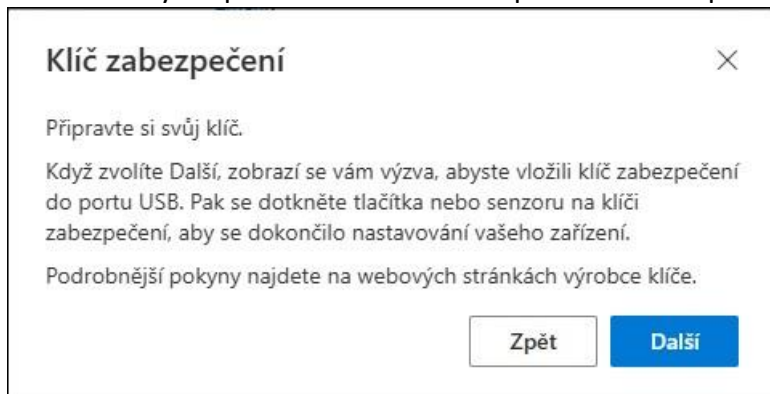 Klíč zabezpečení
Připravte si svůj klíč.
Když zvolíte Další, zobrazí se vám výzva, abyste vložili klíč zabezpečení
do portu USB. Pak se dotkněte tlačítka nebo senzoru na klíči
zabezpečení, aby se dokončilo nastavování vašeho zařízení.
Podrobnější pokyny najdete na webových stránkách výrobce klíče.
Zpět
Další